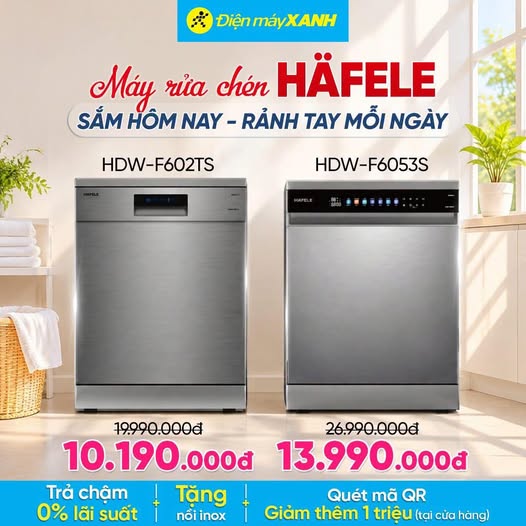 Điện máy XANH
Máy rửa chén HÄFELE
SẮM HÔM NAY - RẢNH TAY MỖI NGÀY
HDW-F602TS HDW-F6053S
HAFELE HAFELE
19.990.000đ 26.990.000đ
10.190.000đ 13.990.000đ
Trả chậm + Tặng + Quét mã QR
0% lãi suất nồi inox Giảm thêm 1 triệu (tại cửa hàng)